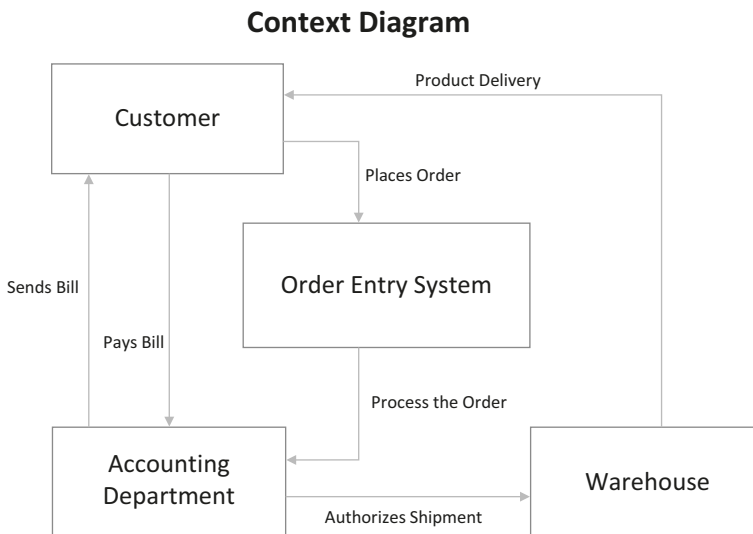 Context Diagram
Product Delivery
Customer
Places Order
Sends Bill
Order Entry System
Pays Bill
Process the Order
Accounting
Department
Warehouse
Authorizes Shipment